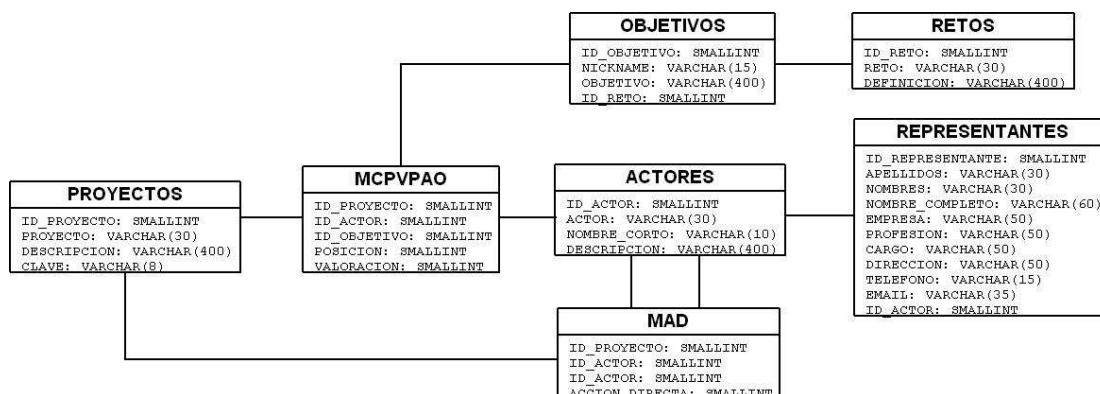 OBJETIVOS
ID_OBJETIVO: SMALLINT
NICKNAME: VARCHAR(15)
OBJETIVO: VARCHAR(400)
ID_RETO: SMALLINT
RETOS
ID_RETO: SMALLINT
RETO: VARCHAR(30)
DEFINICION: VARCHAR(400)
PROYECTOS
ID_PROYECTO: SMALLINT
PROYECTO: VARCHAR(30)
DESCRIPCION: VARCHAR(400)
CLAVE: VARCHAR(8)
MCPVPAO
ID_PROYECTO: SMALLINT
ID_ACTOR: SMALLINT
ID_OBJETIVO: SMALLINT
POSICION: SMALLINT
VALORACION: SMALLINT
ACTORES
ID_ACTOR: SMALLINT
ACTOR: VARCHAR(30)
NOMBRE_CORTO: VARCHAR(10)
DESCRIPCION: VARCHAR(400)
REPRESENTANTES
ID_REPRESENTANTE: SMALLINT
APELLIDOS: VARCHAR(30)
NOMBRES: VARCHAR(30)
NOMBRE_COMPLETO: VARCHAR(60)
EMPRESA: VARCHAR(50)
PROFESION: VARCHAR(50)
CARGO: VARCHAR(50)
DIRECCION: VARCHAR(50)
TELEFONO: VARCHAR(15)
EMAIL: VARCHAR(35)
ID_ACTOR: SMALLINT
MAD
ID_PROYECTO: SMALLINT
ID_ACTOR: SMALLINT
ID_ACTOR: SMALLINT
ACCION_DIRECTA: SMALLINT